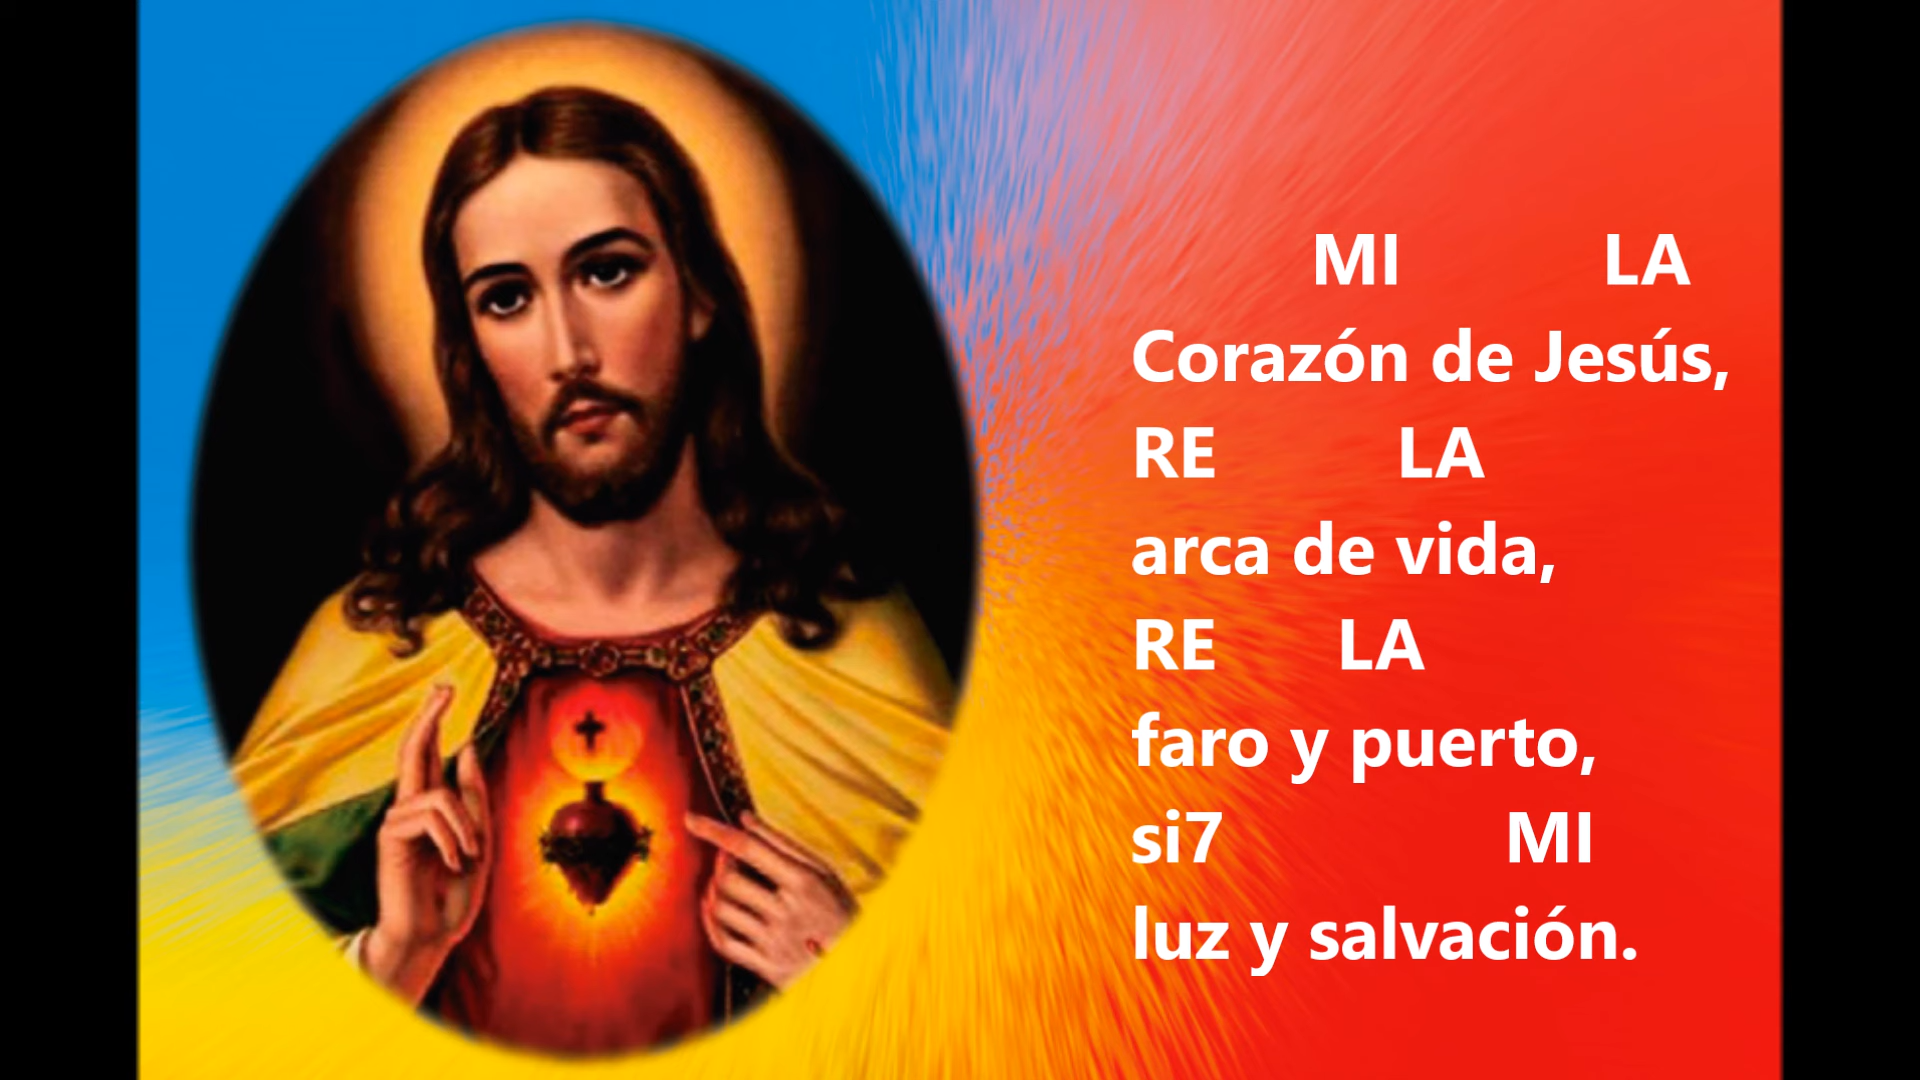 MI LA
Corazón de Jesús,
RE LA
arca de vida,
RE LA
faro y puerto,
si7 MI
luz y salvación.